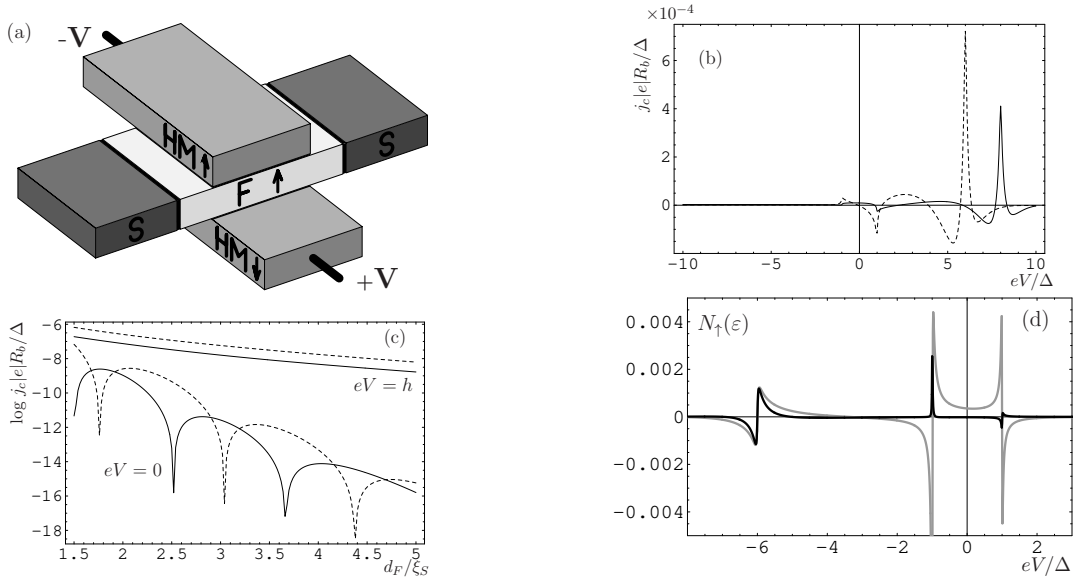 (a)
-V
HM
S
F
S
HM
+V
×10⁻⁴
j_c|e|R_b/Δ
(b)
6
4
2
0
-10
-5
0
5
10
eV/Δ
log j_c|e|R_b/Δ
(c)
-6
-8
-10
-12
-14
-16
-18
eV = h
eV = 0
1.5
2
2.5
3
3.5
4
4.5
5
d_F/ξ_S
N_↑(ε)
(d)
0.004
0.002
0
-0.002
-0.004
-6
-4
-2
0
2
eV/Δ